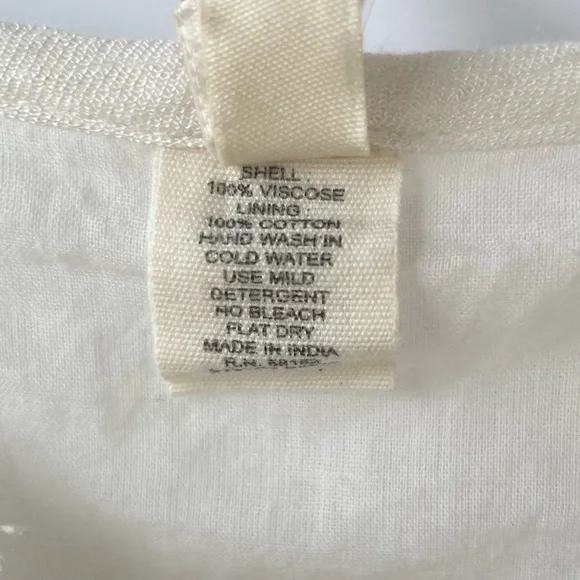 SHELL :
100% VISCOSE
LINING :
100% COTTON
HAND WASH IN
COLD WATER
USE MILD
DETERGENT
NO BLEACH
FLAT DRY
MADE IN INDIA
R.N.